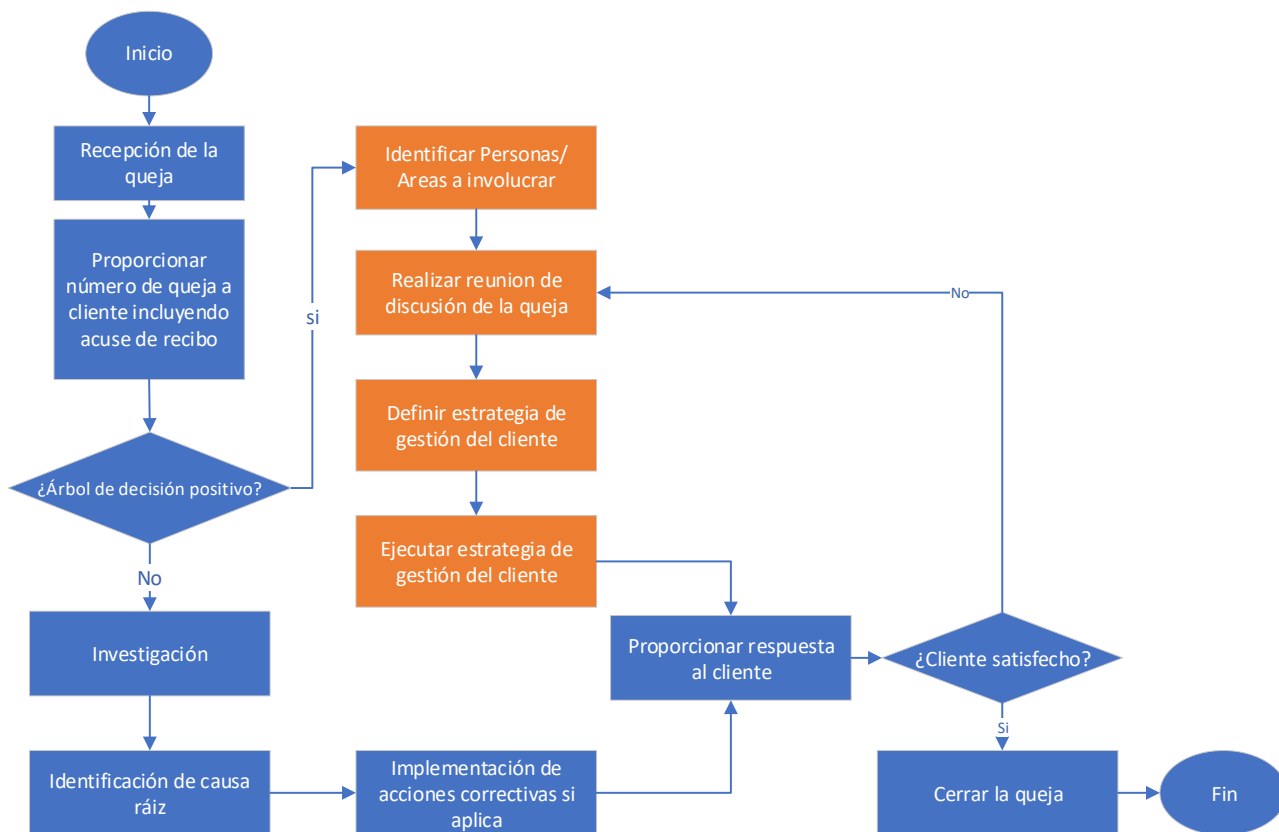 Inicio
Recepción de la
queja
Proporcionar
número de queja a
cliente incluyendo
acuse de recibo
¿Árbol de decisión positivo?
si
No
Investigación
Identificación de causa
ráiz
Implementación de
acciones correctivas si
aplica
Identificar Personas/
Areas a involucrar
Realizar reunion de
discusión de la queja
Definir estrategia de
gestión del cliente
Ejecutar estrategia de
gestión del cliente
Proporcionar respuesta
al cliente
¿Cliente satisfecho?
No
Si
Cerrar la queja
Fin